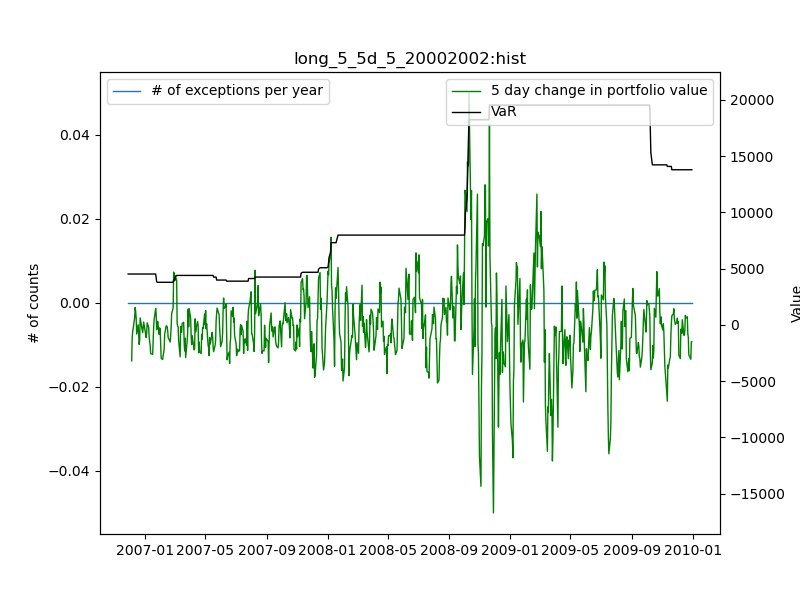 long_5_5d_5_20002002:hist
# of exceptions per year
5 day change in portfolio value
VaR
# of counts
0.04
0.02
0.00
−0.02
−0.04
20000
15000
10000
5000
0
−5000
−10000
−15000
Value
2007-01 2007-05 2007-09 2008-01 2008-05 2008-09 2009-01 2009-05 2009-09 2010-01